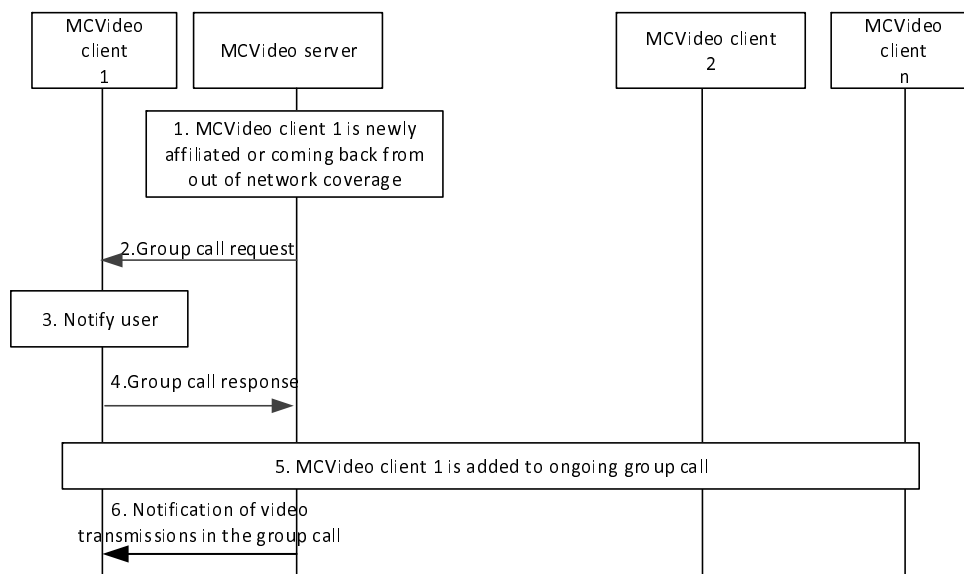 MCVideo
client
1
MCVideo server
MCVideo client
2
MCVideo
client
n
1. MCVideo client 1 is newly
affiliated or coming back from
out of network coverage
2.Group call request
3. Notify user
4.Group call response
5. MCVideo client 1 is added to ongoing group call
6. Notification of video
transmissions in the group call